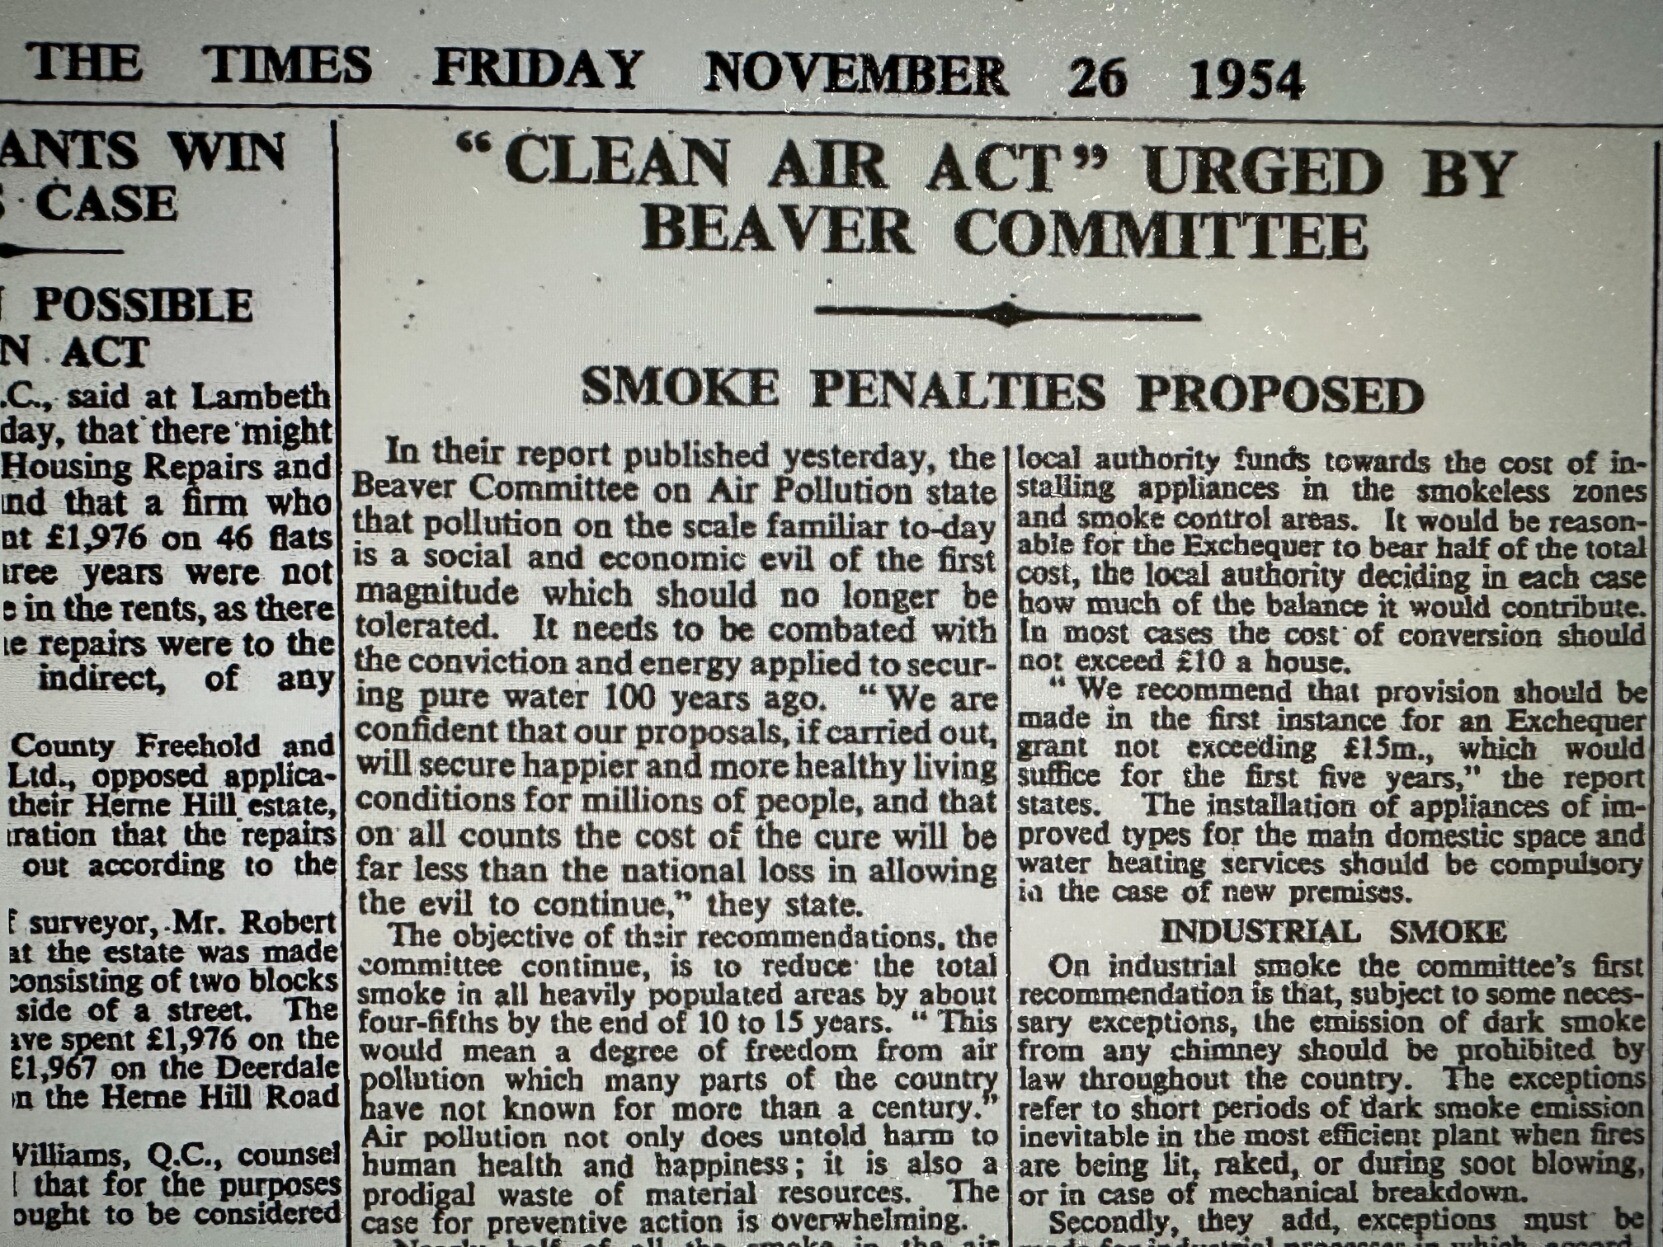 THE TIMES FRIDAY NOVEMBER 26 1954
ANTS WIN
CASE
POSSIBLE
N ACT
.C., said at Lambeth
day, that there might
Housing Repairs and
nd that a firm who
nt £1,976 on 46 flats
ree years were not
e in the rents, as there
e repairs were to the
indirect, of any
County Freehold and
Ltd., opposed applica-
their Herne Hill estate,
ration that the repairs
out according to the
f surveyor, Mr. Robert
at the estate was made
consisting of two blocks
side of a street. The
ave spent £1,976 on the
£1,967 on the Deerdale
n the Herne Hill Road
Williams, Q.C., counsel
that for the purposes
ought to be considered
"CLEAN AIR ACT" URGED BY
BEAVER COMMITTEE
SMOKE PENALTIES PROPOSED
In their report published yesterday, the
Beaver Committee on Air Pollution state
that pollution on the scale familiar to-day
is a social and economic evil of the first
magnitude which should no longer be
tolerated. It needs to be combated with
the conviction and energy applied to secur-
ing pure water 100 years ago. "We are
confident that our proposals, if carried out,
will secure happier and more healthy living
conditions for millions of people, and that
on all counts the cost of the cure will be
far less than the national loss in allowing
the evil to continue," they state.
The objective of their recommendations, the
committee continue, is to reduce the total
smoke in all heavily populated areas by about
four-fifths by the end of 10 to 15 years. "This
would mean a degree of freedom from air
pollution which many parts of the country
have not known for more than a century."
Air pollution not only does untold harm to
human health and happiness; it is also a
prodigal waste of material resources. The
case for preventive action is overwhelming.
Nearly half of all the smoke in the air
local authority funds towards the cost of in-
stalling appliances in the smokeless zones
and smoke control areas. It would be reason-
able for the Exchequer to bear half of the total
cost, the local authority deciding in each case
how much of the balance it would contribute.
In most cases the cost of conversion should
not exceed £10 a house.
"We recommend that provision should be
made in the first instance for an Exchequer
grant not exceeding £15m., which would
suffice for the first five years," the report
states. The installation of appliances of im-
proved types for the main domestic space and
water heating services should be compulsory
in the case of new premises.
INDUSTRIAL SMOKE
On industrial smoke the committee's first
recommendation is that, subject to some neces-
sary exceptions, the emission of dark smoke
from any chimney should be prohibited by
law throughout the country. The exceptions
refer to short periods of dark smoke emission
inevitable in the most efficient plant when fires
are being lit, raked, or during soot blowing,
or in case of mechanical breakdown.
Secondly, they add, exceptions must be
made for industrial processes in which accord-